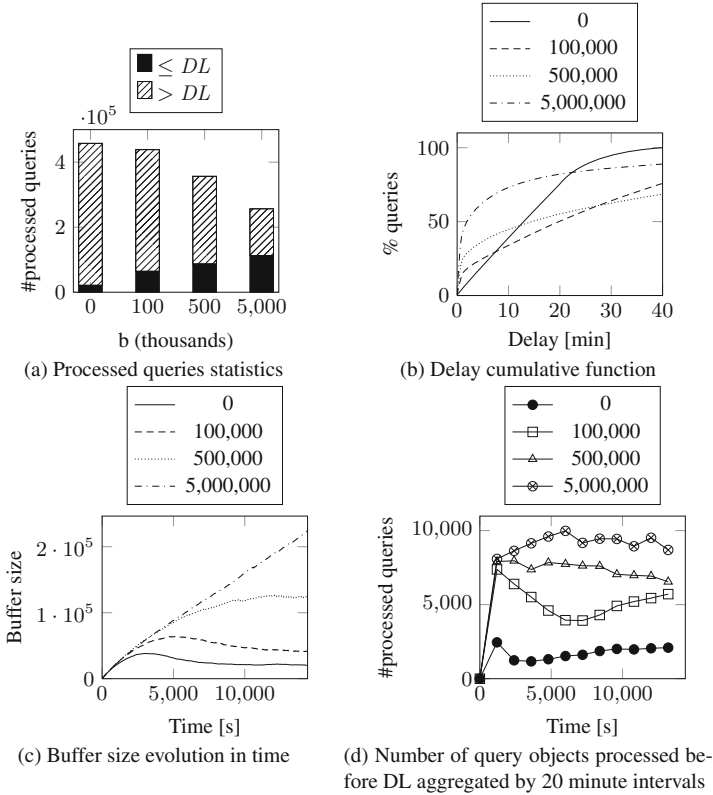 ≤ DL
> DL
·10^5
4
2
0
#processed queries
0 100 500 5,000
b (thousands)
(a) Processed queries statistics
0
100,000
500,000
5,000,000
100
50
0
% queries
0 10 20 30 40
Delay [min]
(b) Delay cumulative function
0
100,000
500,000
5,000,000
2 · 10^5
1 · 10^5
0
Buffer size
0 5,000 10,000
Time [s]
(c) Buffer size evolution in time
0
100,000
500,000
5,000,000
10,000
5,000
0
#processed queries
0 5,000 10,000
Time [s]
(d) Number of query objects processed be-
fore DL aggregated by 20 minute intervals